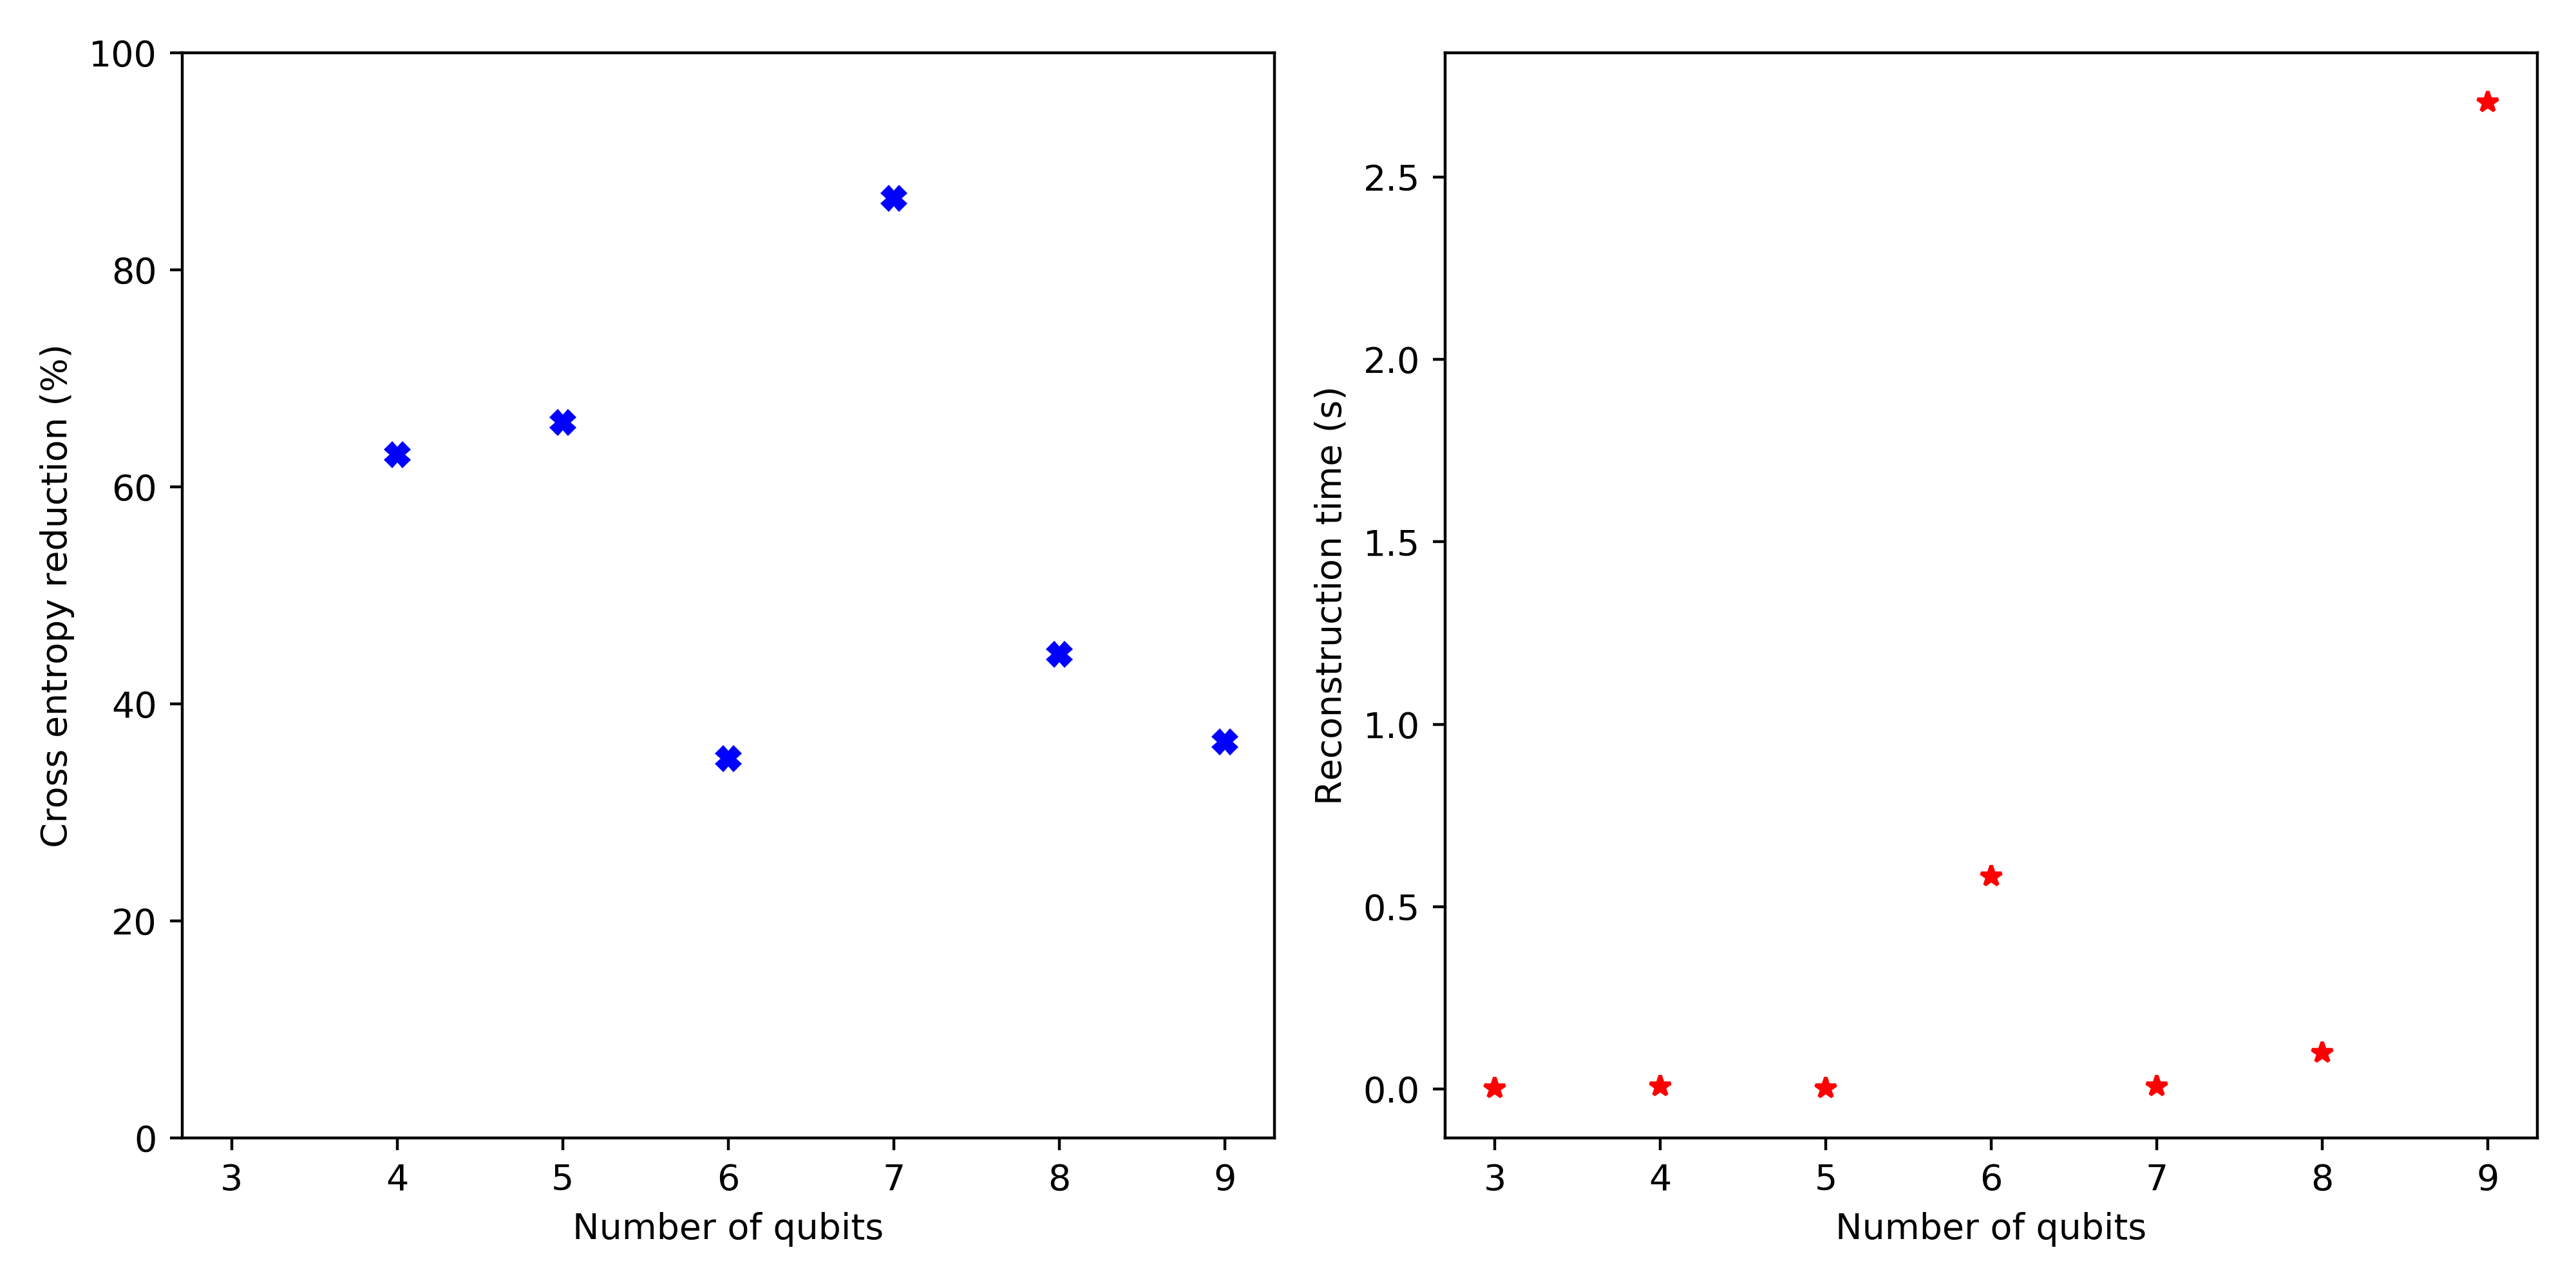 100
80
60
40
20
0
Cross entropy reduction (%)
3 4 5 6 7 8 9
Number of qubits
2.5
2.0
1.5
1.0
0.5
0.0
Reconstruction time (s)
3 4 5 6 7 8 9
Number of qubits